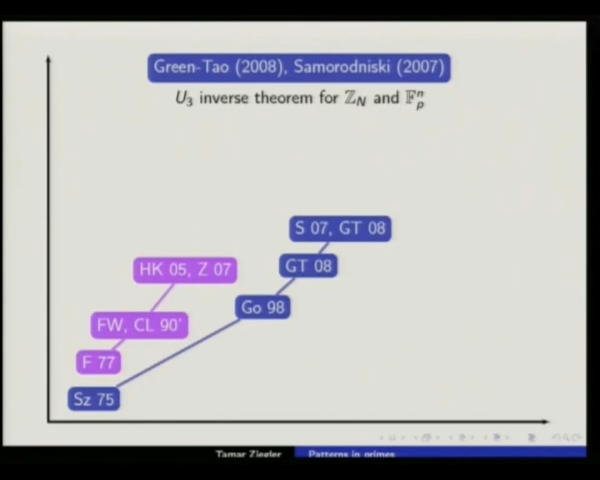 Green-Tao (2008), Samorodniski (2007)
U₃ inverse theorem for ℤ_N and 𝔽ₚⁿ
S 07, GT 08
GT 08
HK 05, Z 07
Go 98
FW, CL 90'
F 77
Sz 75
Tamar Ziegler Patterns in primes